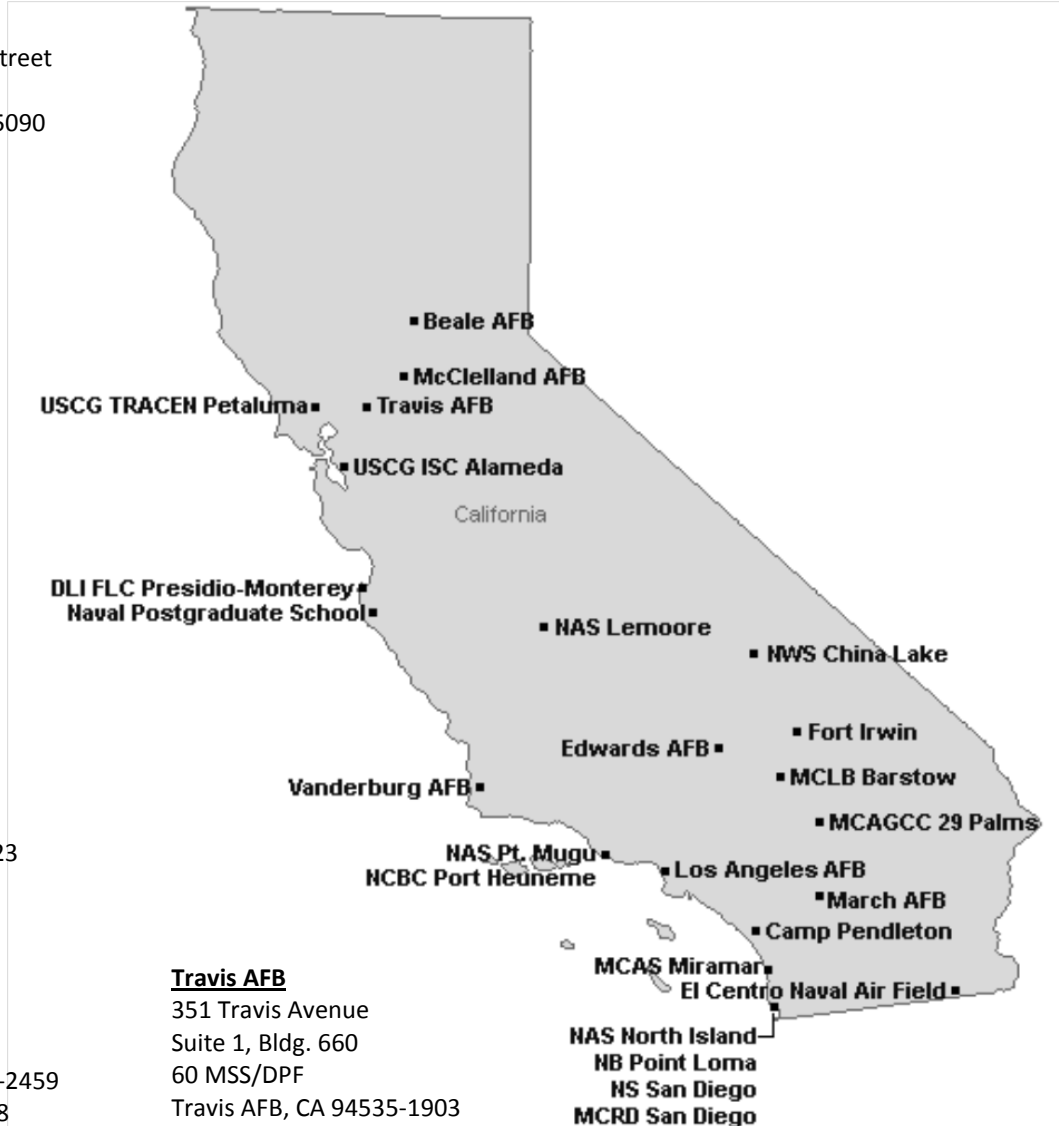 treet
5090
Beale AFB
McClelland AFB
USCG TRACEN Petaluma
Travis AFB
USCG ISC Alameda
California
DLI FLC Presidio-Monterey
Naval Postgraduate School
NAS Lemoore
NWS China Lake
Fort Irwin
Edwards AFB
MCLB Barstow
Vanderburg AFB
MCAGCC 29 Palms
23
NAS Pt. Mugu
NCBC Port Heuneme
Los Angeles AFB
March AFB
Camp Pendleton
MCAS Miramar
El Centro Naval Air Field
NAS North Island
NB Point Loma
NS San Diego
MCRD San Diego
Travis AFB
351 Travis Avenue
Suite 1, Bldg. 660
60 MSS/DPF
Travis AFB, CA 94535-1903
-2459
8